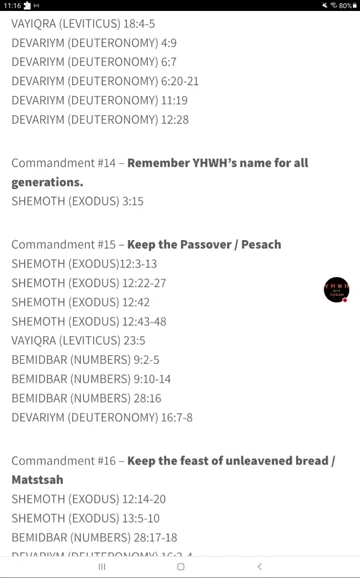 11:16
80%
VAYIQRA (LEVITICUS) 18:4-5
DEVARIYM (DEUTERONOMY) 4:9
DEVARIYM (DEUTERONOMY) 6:7
DEVARIYM (DEUTERONOMY) 6:20-21
DEVARIYM (DEUTERONOMY) 11:19
DEVARIYM (DEUTERONOMY) 12:28
Commandment #14 – Remember YHWH’s name for all
generations.
SHEMOTH (EXODUS) 3:15
Commandment #15 – Keep the Passover / Pesach
SHEMOTH (EXODUS)12:3-13
SHEMOTH (EXODUS) 12:22-27
SHEMOTH (EXODUS) 12:42
SHEMOTH (EXODUS) 12:43-48
VAYIQRA (LEVITICUS) 23:5
BEMIDBAR (NUMBERS) 9:2-5
BEMIDBAR (NUMBERS) 9:10-14
BEMIDBAR (NUMBERS) 28:16
DEVARIYM (DEUTERONOMY) 16:7-8
Commandment #16 – Keep the feast of unleavened bread /
Matstsah
SHEMOTH (EXODUS) 12:14-20
SHEMOTH (EXODUS) 13:5-10
BEMIDBAR (NUMBERS) 28:17-18
DEVARIYM (DEUTERONOMY) 16:3-4